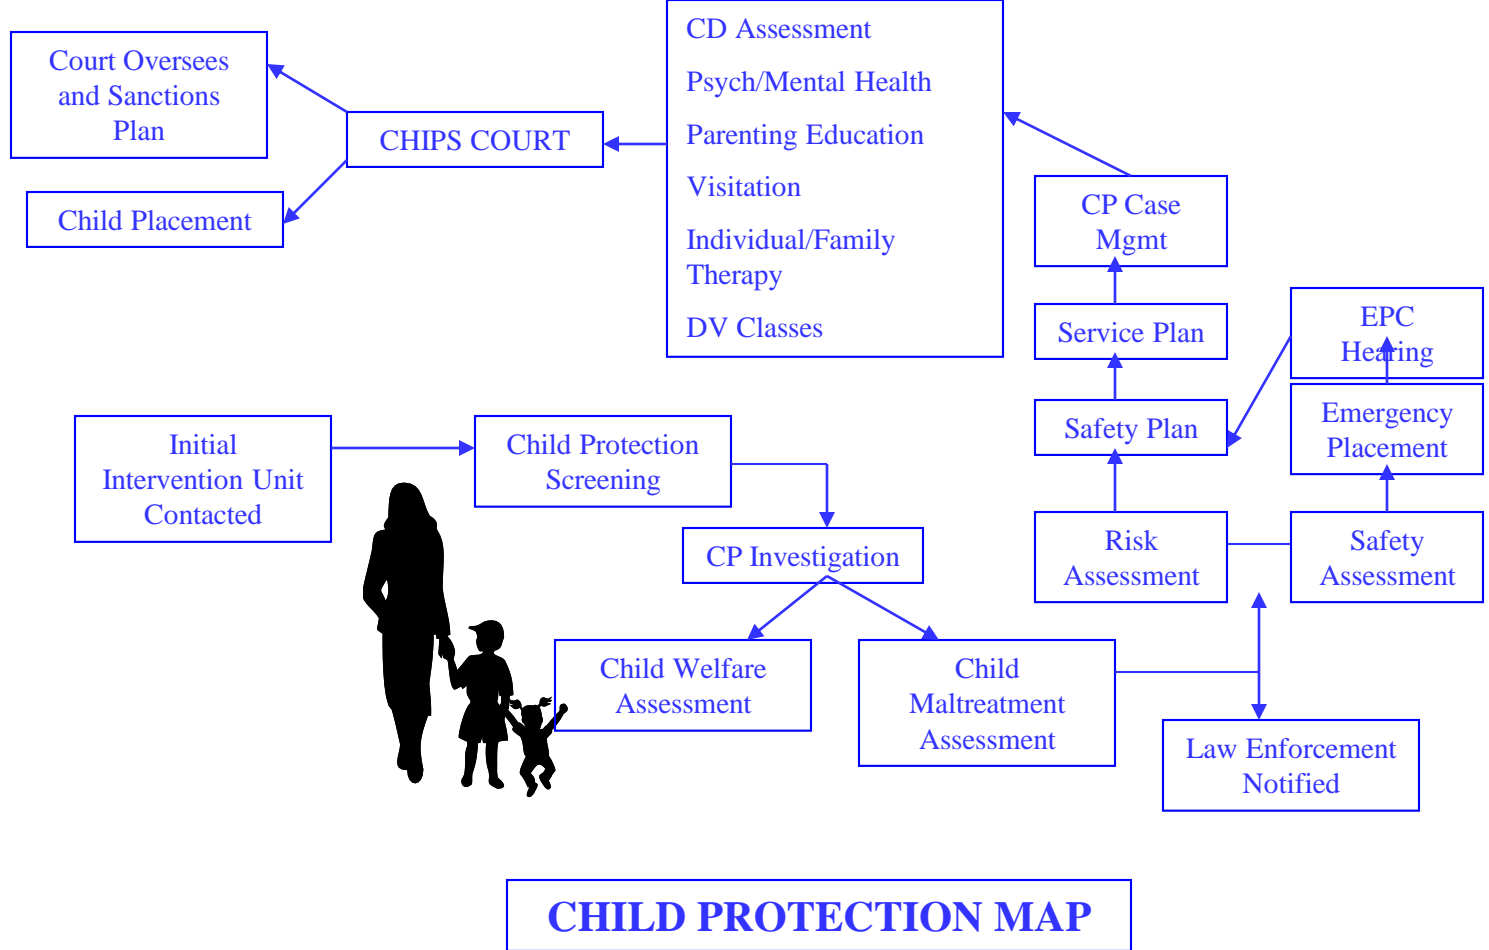 Court Oversees
and Sanctions
Plan
CHIPS COURT
Child Placement
CD Assessment
Psych/Mental Health
Parenting Education
Visitation
Individual/Family
Therapy
DV Classes
CP Case
Mgmt
Service Plan
Safety Plan
EPC
Hearing
Emergency
Placement
Initial
Intervention Unit
Contacted
Child Protection
Screening
CP Investigation
Risk
Assessment
Safety
Assessment
Child Welfare
Assessment
Child
Maltreatment
Assessment
Law Enforcement
Notified
CHILD PROTECTION MAP